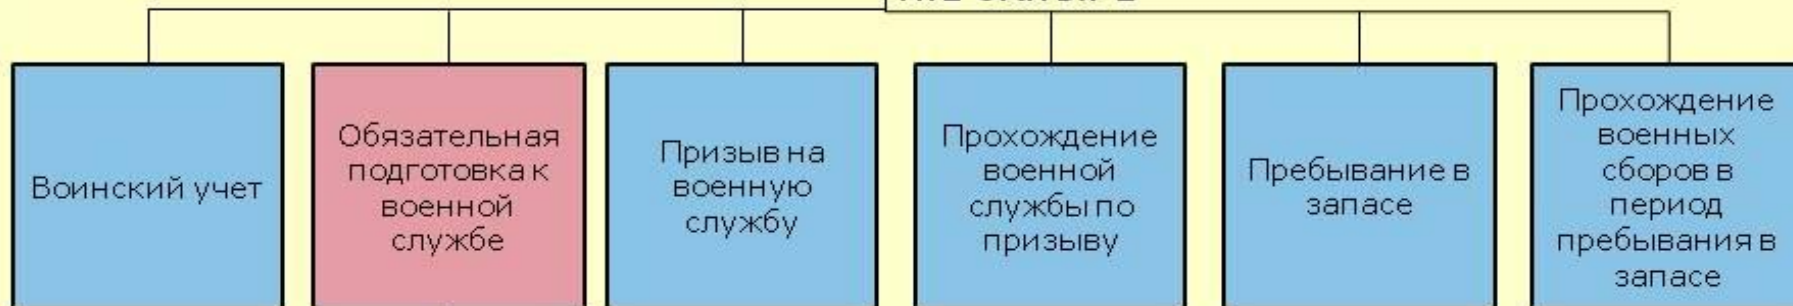 Воинский учет
Обязательная
подготовка к
военной
службе
Призыв на
военную
службу
Прохождение
военной
службы по
призыву
Пребывание в
запасе
Прохождение
военных
сборов в
период
пребывания в
запасе